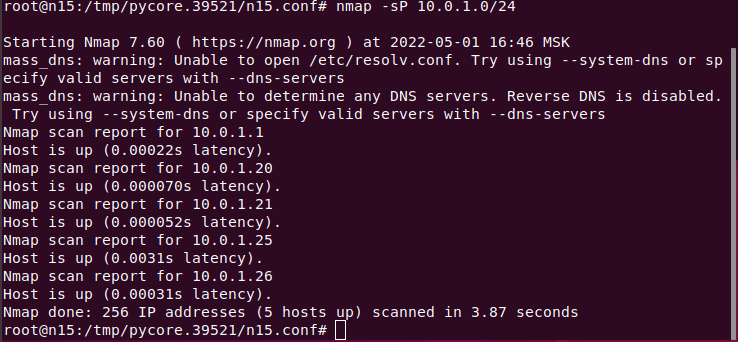 root@n15:/tmp/pycore.39521/n15.conf# nmap -sP 10.0.1.0/24
Starting Nmap 7.60 ( https://nmap.org ) at 2022-05-01 16:46 MSK
mass_dns: warning: Unable to open /etc/resolv.conf. Try using --system-dns or sp
ecify valid servers with --dns-servers
mass_dns: warning: Unable to determine any DNS servers. Reverse DNS is disabled.
 Try using --system-dns or specify valid servers with --dns-servers
Nmap scan report for 10.0.1.1
Host is up (0.00022s latency).
Nmap scan report for 10.0.1.20
Host is up (0.000070s latency).
Nmap scan report for 10.0.1.21
Host is up (0.000052s latency).
Nmap scan report for 10.0.1.25
Host is up (0.0031s latency).
Nmap scan report for 10.0.1.26
Host is up (0.00031s latency).
Nmap done: 256 IP addresses (5 hosts up) scanned in 3.87 seconds
root@n15:/tmp/pycore.39521/n15.conf#